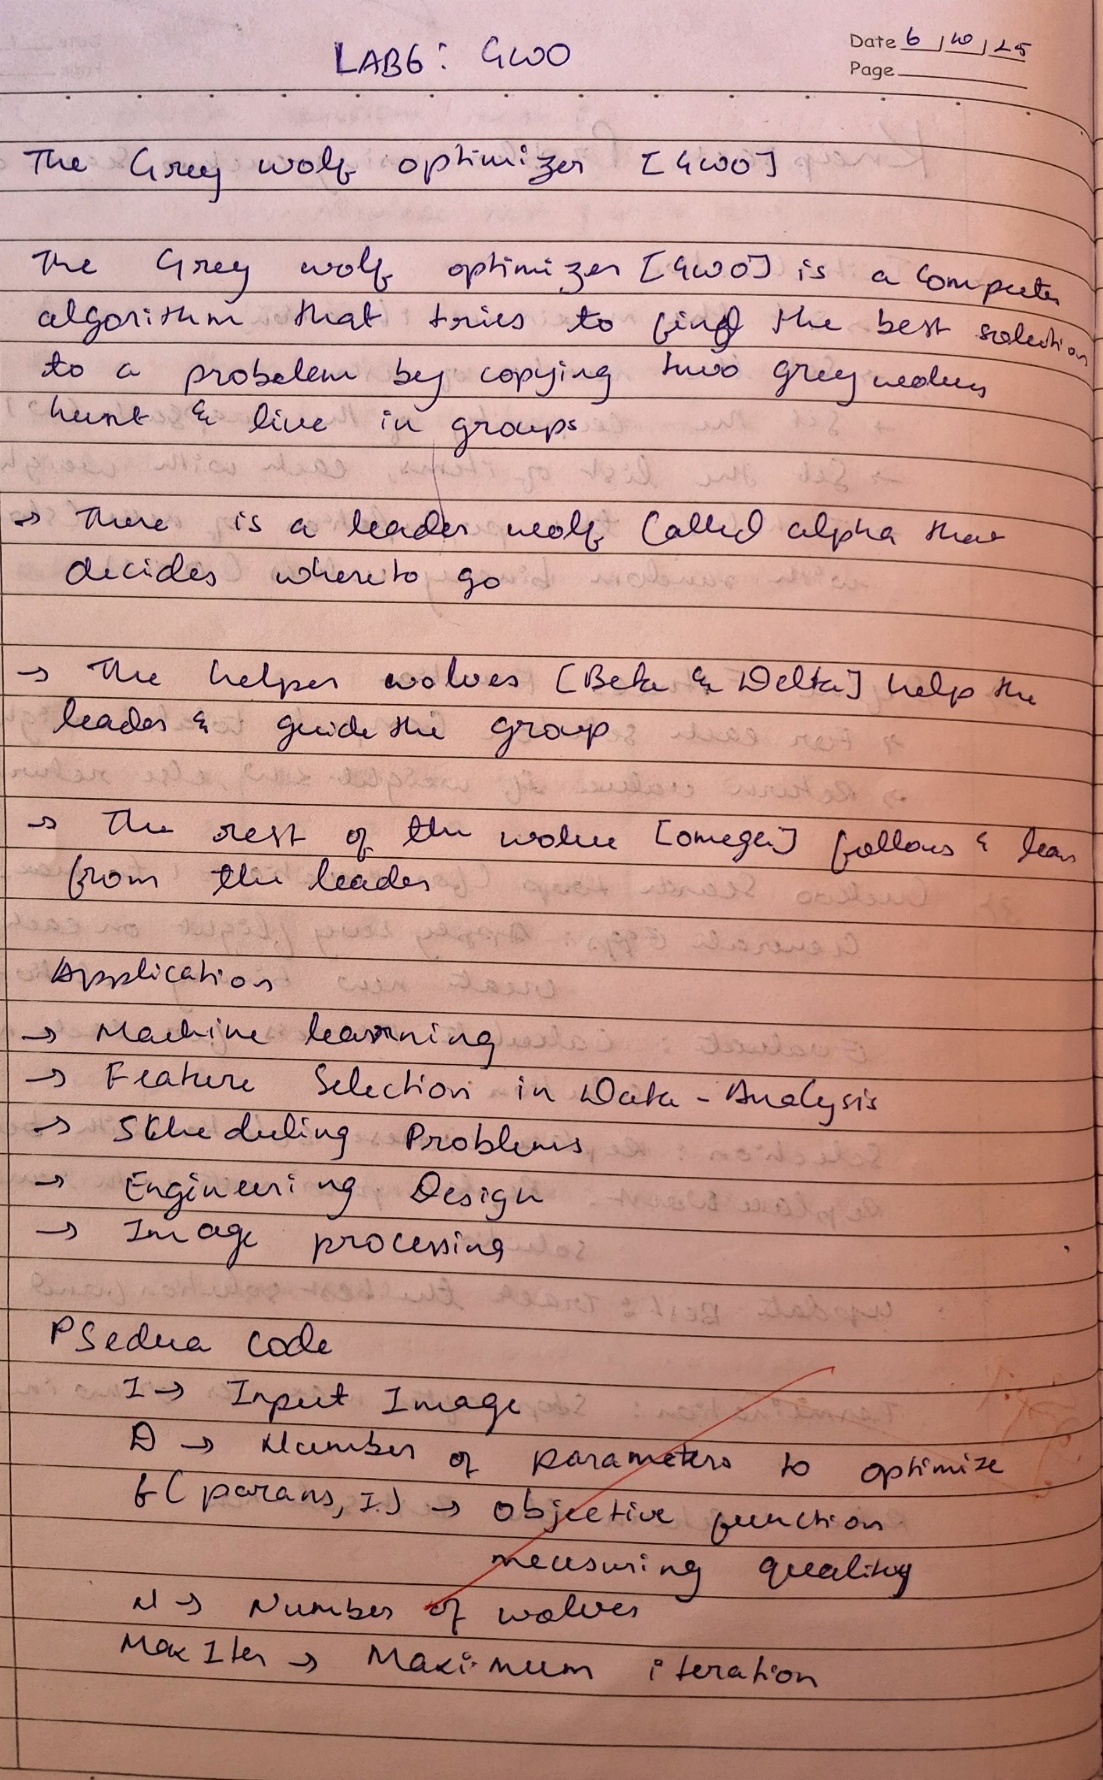 LAB6: GWO
Date 6/10/25
Page
The Grey wolf optimizer [GWO]
The Grey wolf optimizer [GWO] is a Computer
algorithm that tries to find the best solution
to a probelem by copying how grey wolves
hunt & live in groups
→ There is a leader wolf Called alpha that
decides where to go
→ The helper wolves [Beta & Delta] help the
leader & guide the group
→ The rest of the wolve [omega] follows & lean
from the leader
Application
→ Machine learning
→ Feature Selection in Data - Analysis
→ Scheduling Problems
→ Engineering Design
→ Image processing
PSedua code
I → Input Image
D → Number of parameters to optimize
f(params, I) → objective function
measuring quality
N → Number of wolves
Max Iter → Maximum iteration